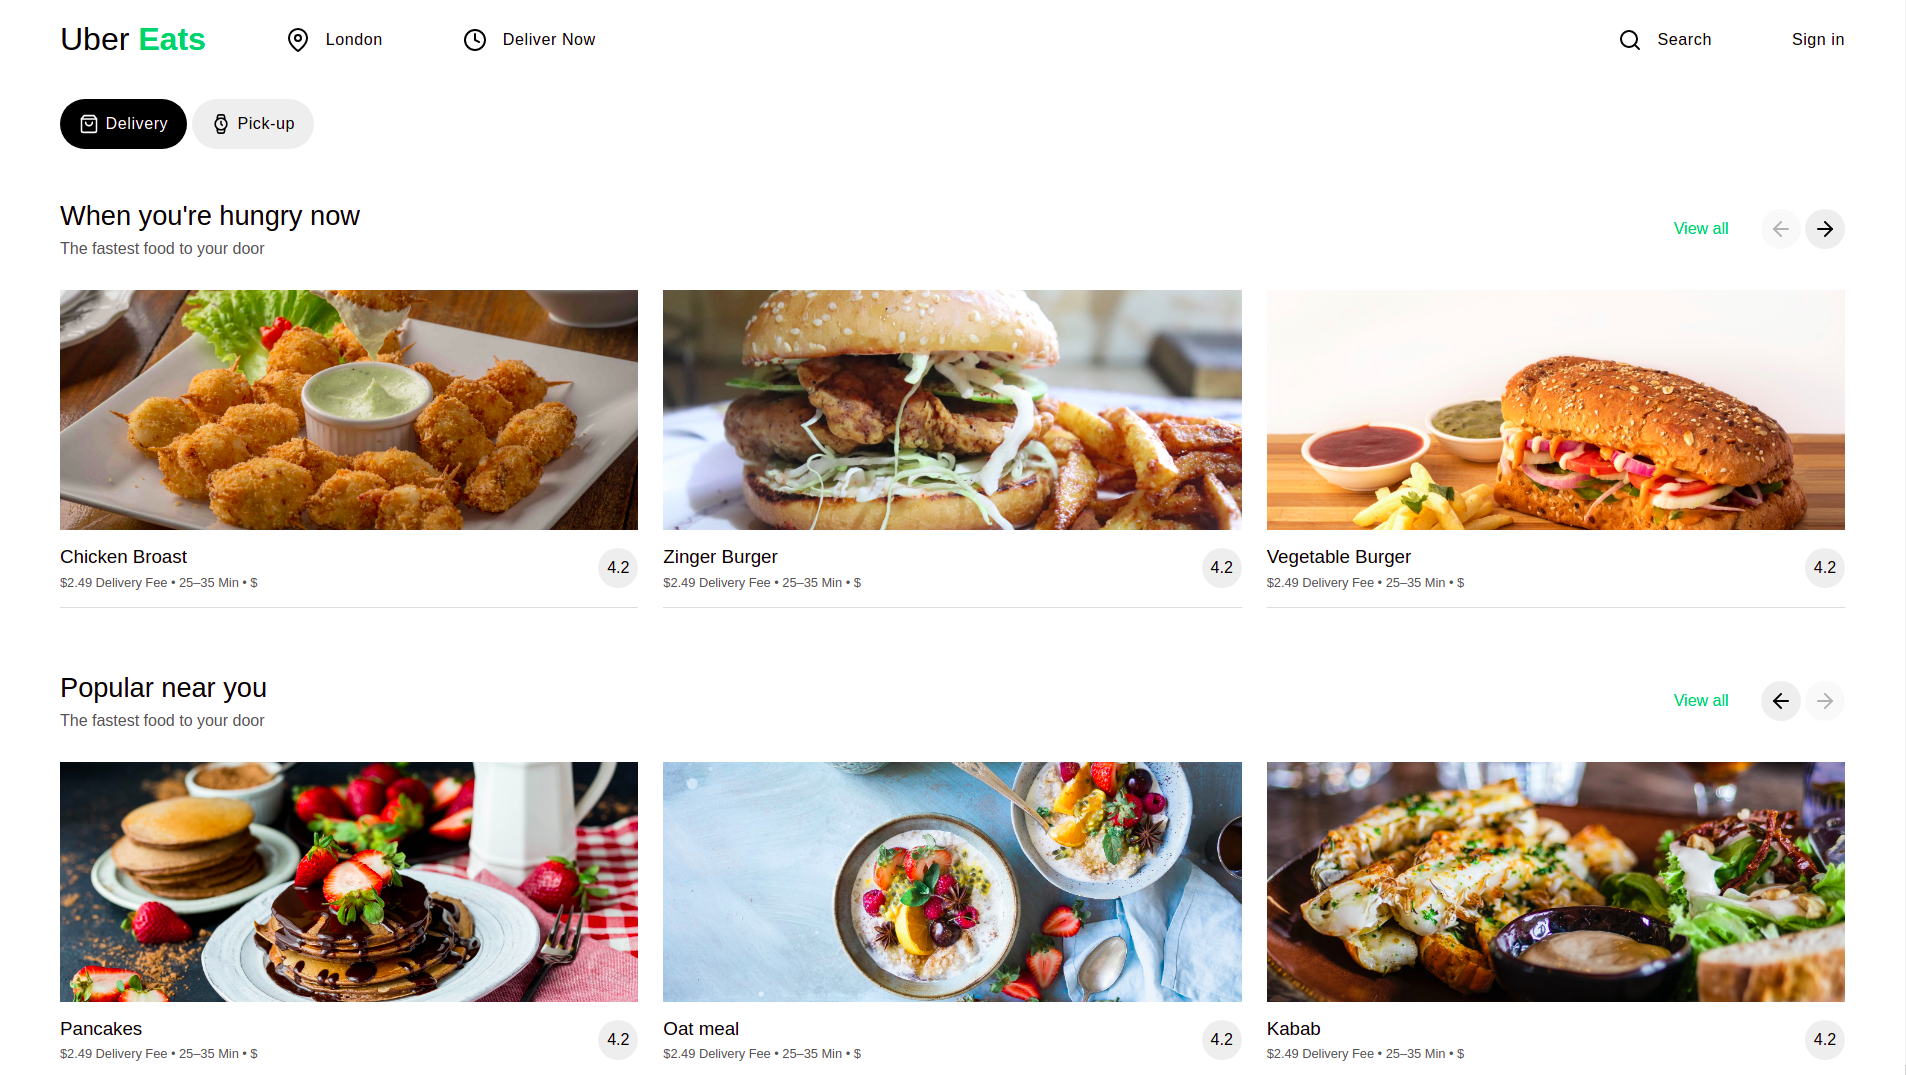 Uber Eats
London
Deliver Now
Search
Sign in
Delivery
Pick-up
When you're hungry now
The fastest food to your door
View all
Chicken Broast
$2.49 Delivery Fee • 25–35 Min • $
4.2
Zinger Burger
$2.49 Delivery Fee • 25–35 Min • $
4.2
Vegetable Burger
$2.49 Delivery Fee • 25–35 Min • $
4.2
Popular near you
The fastest food to your door
View all
Pancakes
$2.49 Delivery Fee • 25–35 Min • $
4.2
Oat meal
$2.49 Delivery Fee • 25–35 Min • $
4.2
Kabab
$2.49 Delivery Fee • 25–35 Min • $
4.2